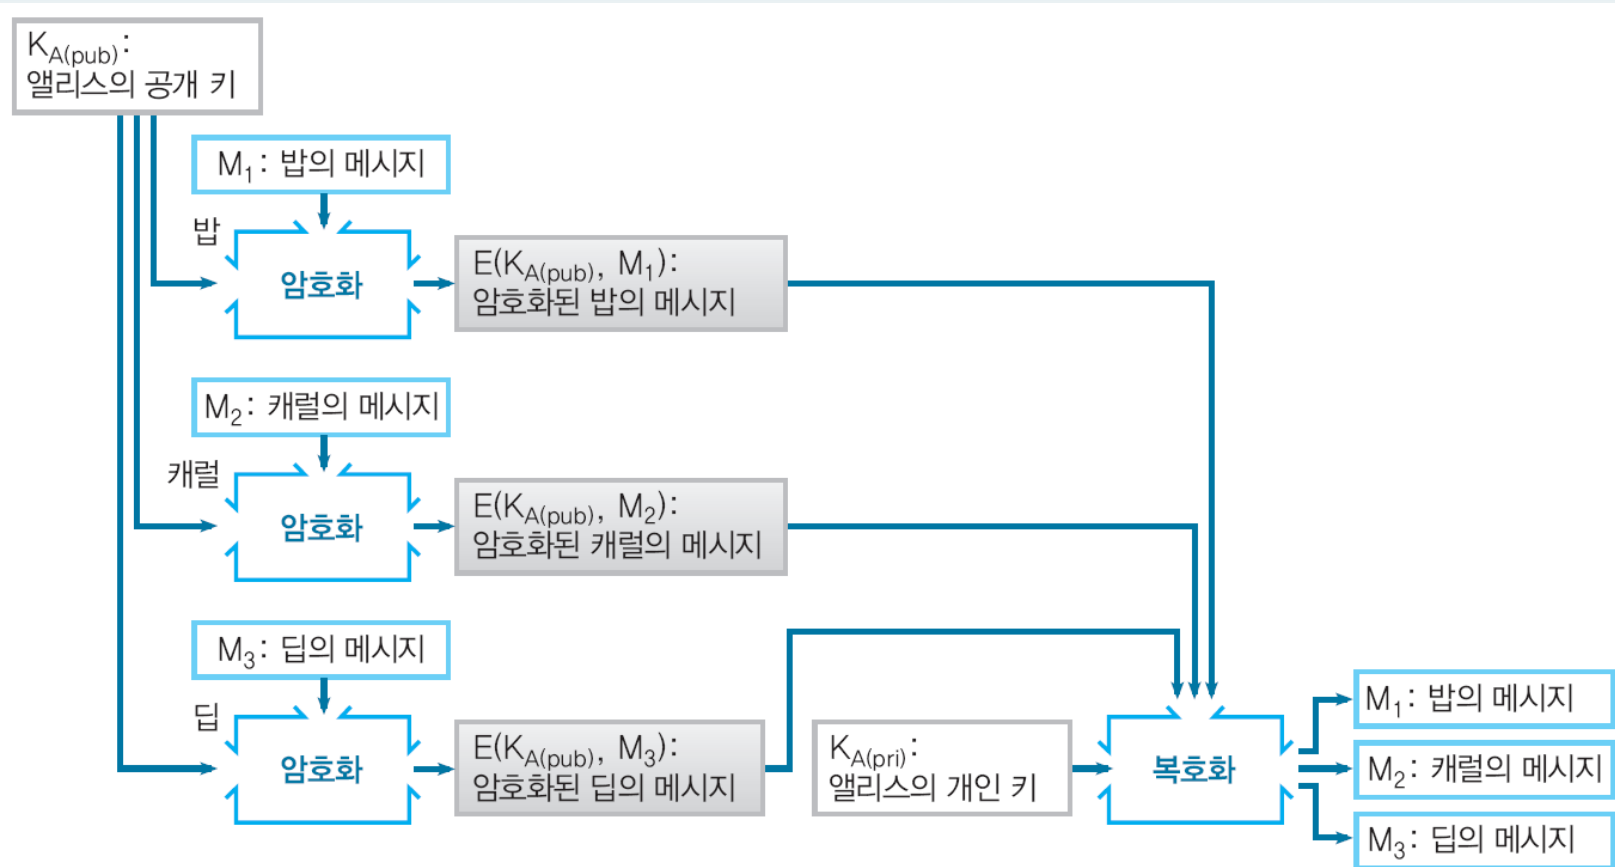 K_A(pub):
앨리스의 공개 키
M₁: 밥의 메시지
밥
암호화
E(K_A(pub), M₁):
암호화된 밥의 메시지
M₂: 캐럴의 메시지
캐럴
암호화
E(K_A(pub), M₂):
암호화된 캐럴의 메시지
M₃: 딥의 메시지
딥
암호화
E(K_A(pub), M₃):
암호화된 딥의 메시지
K_A(pri):
앨리스의 개인 키
복호화
M₁: 밥의 메시지
M₂: 캐럴의 메시지
M₃: 딥의 메시지